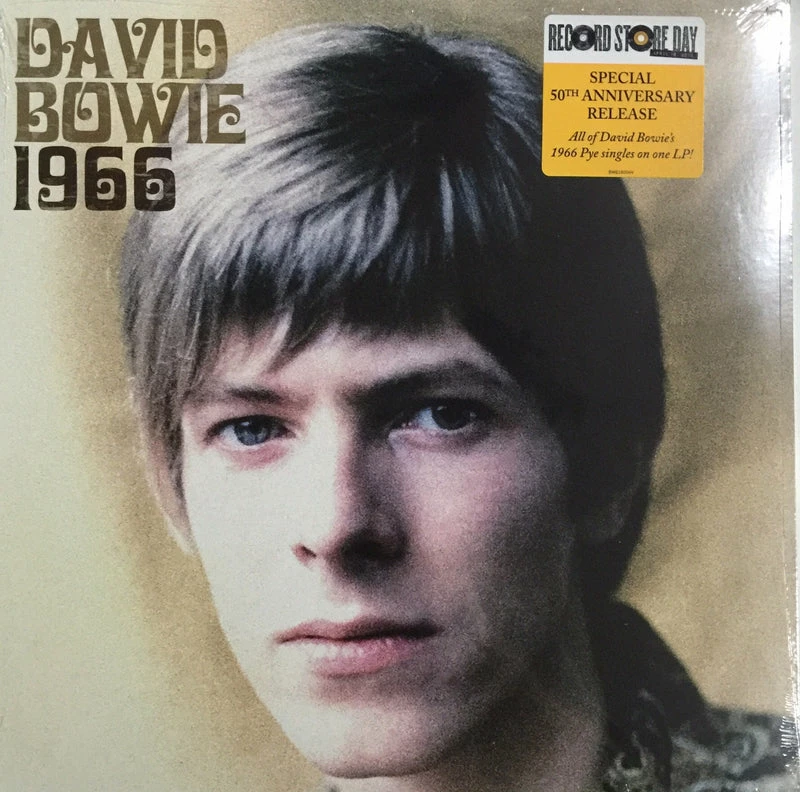 DAVID
BOWIE
1966
RECORD STORE DAY
SPECIAL
50TH ANNIVERSARY
RELEASE
All of David Bowie's
1966 Pye singles on one LP!